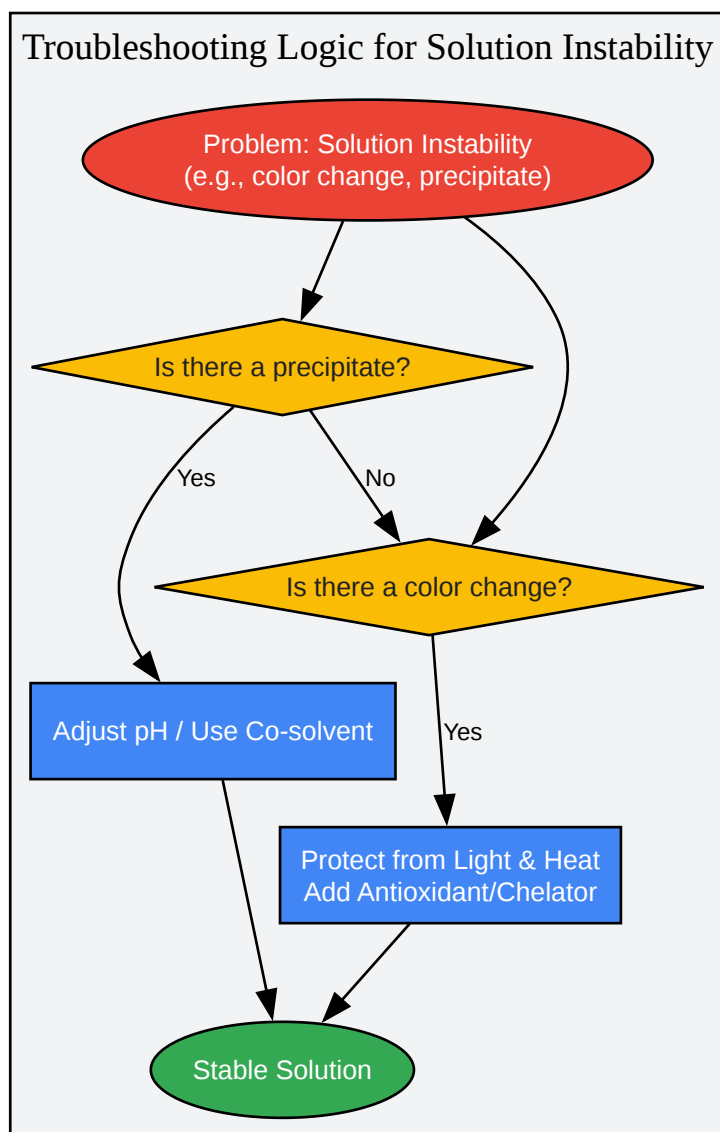 Troubleshooting Logic for Solution Instability
Problem: Solution Instability
(e.g., color change, precipitate)
Is there a precipitate?
Yes
No
Is there a color change?
Adjust pH / Use Co-solvent
Yes
Protect from Light & Heat
Add Antioxidant/Chelator
Stable Solution